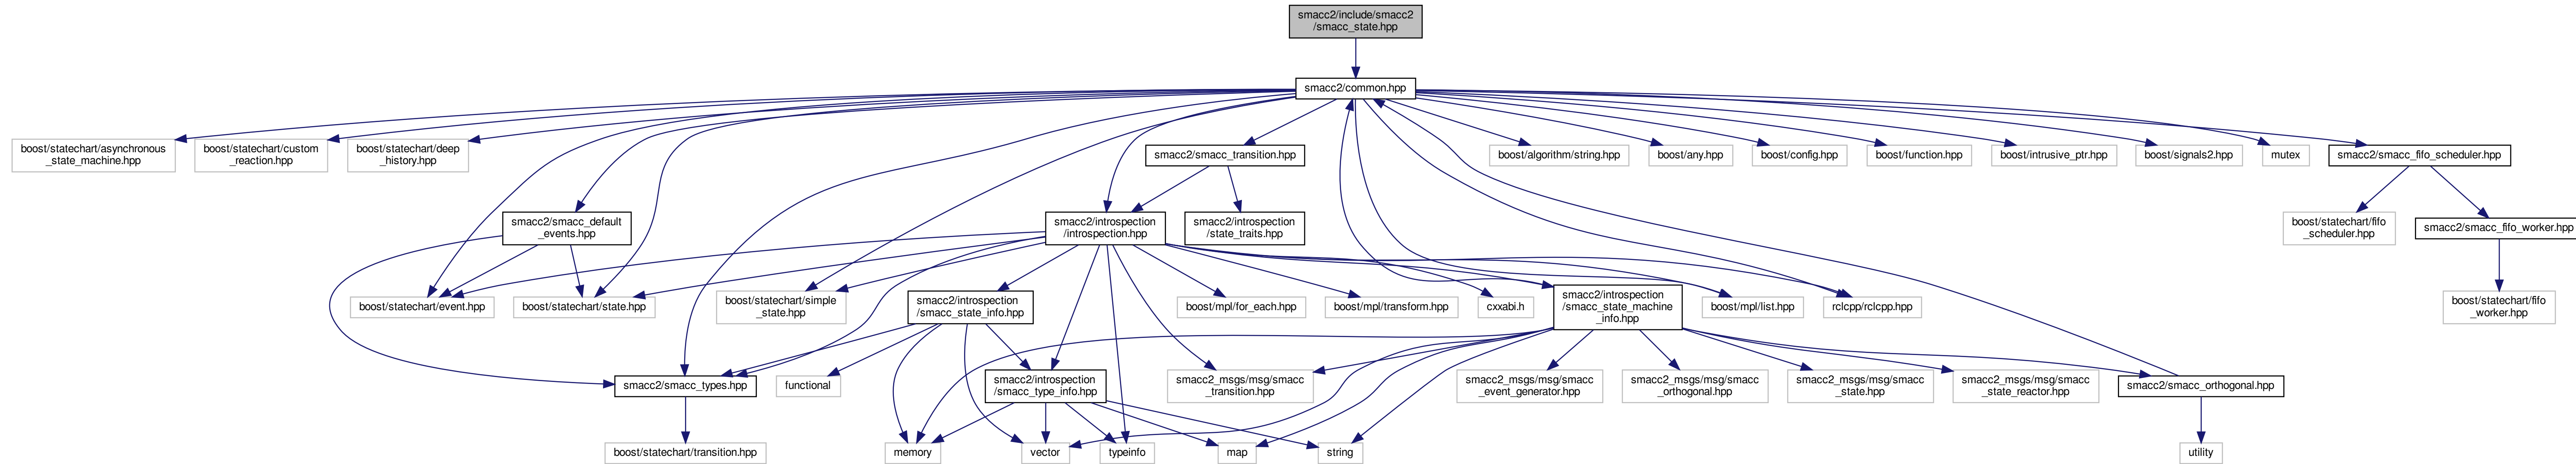 smacc2/include/smacc2
/smacc_state.hpp
smacc2/common.hpp
boost/statechart/asynchronous
_state_machine.hpp
boost/statechart/custom
_reaction.hpp
boost/statechart/deep
_history.hpp
smacc2/smacc_transition.hpp
boost/algorithm/string.hpp
boost/any.hpp
boost/config.hpp
boost/function.hpp
boost/intrusive_ptr.hpp
boost/signals2.hpp
mutex
smacc2/smacc_fifo_scheduler.hpp
smacc2/smacc_default
_events.hpp
smacc2/introspection
/introspection.hpp
smacc2/introspection
/state_traits.hpp
boost/statechart/fifo
_scheduler.hpp
smacc2/smacc_fifo_worker.hpp
boost/statechart/event.hpp
boost/statechart/state.hpp
boost/statechart/simple
_state.hpp
smacc2/introspection
/smacc_state_info.hpp
boost/mpl/for_each.hpp
boost/mpl/transform.hpp
cxxabi.h
smacc2/introspection
/smacc_state_machine
_info.hpp
boost/mpl/list.hpp
rclcpp/rclcpp.hpp
boost/statechart/fifo
_worker.hpp
smacc2/smacc_types.hpp
functional
smacc2/introspection
/smacc_type_info.hpp
smacc2_msgs/msg/smacc
_transition.hpp
smacc2_msgs/msg/smacc
_event_generator.hpp
smacc2_msgs/msg/smacc
_orthogonal.hpp
smacc2_msgs/msg/smacc
_state.hpp
smacc2_msgs/msg/smacc
_state_reactor.hpp
smacc2/smacc_orthogonal.hpp
boost/statechart/transition.hpp
memory
vector
typeinfo
map
string
utility